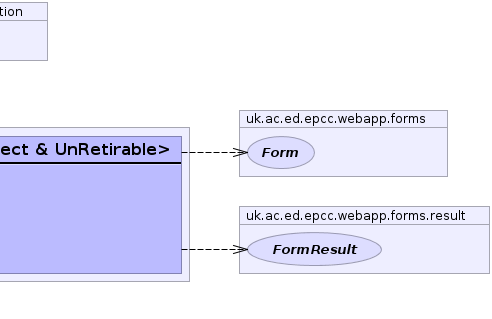 tion
uk.ac.ed.epcc.webapp.forms
ect & UnRetirable>
Form
uk.ac.ed.epcc.webapp.forms.result
FormResult